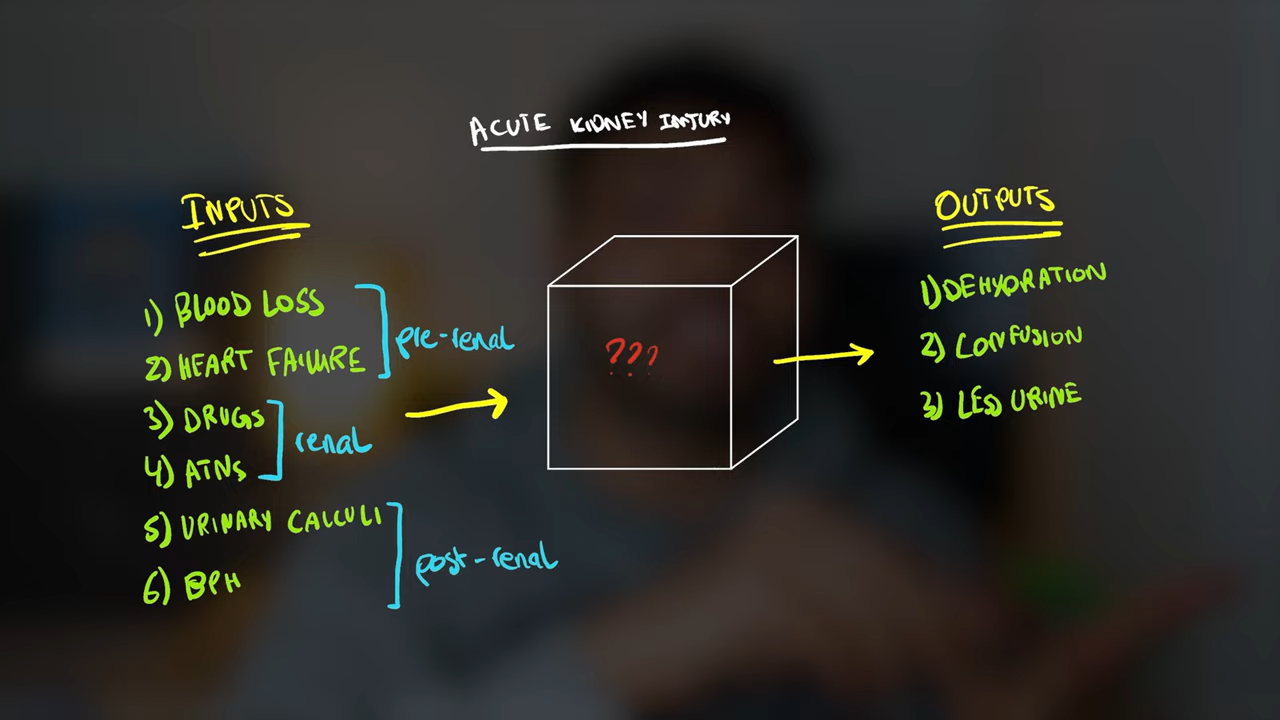 ACUTE KIDNEY INJURY
INPUTS
1) BLOOD LOSS
2) HEART FAILURE
pre-renal
3) DRUGS
4) ATNs
renal
5) URINARY CALCULI
6) BPH
post-renal
???
OUTPUTS
1) DEHYDRATION
2) CONFUSION
3) LESS URINE